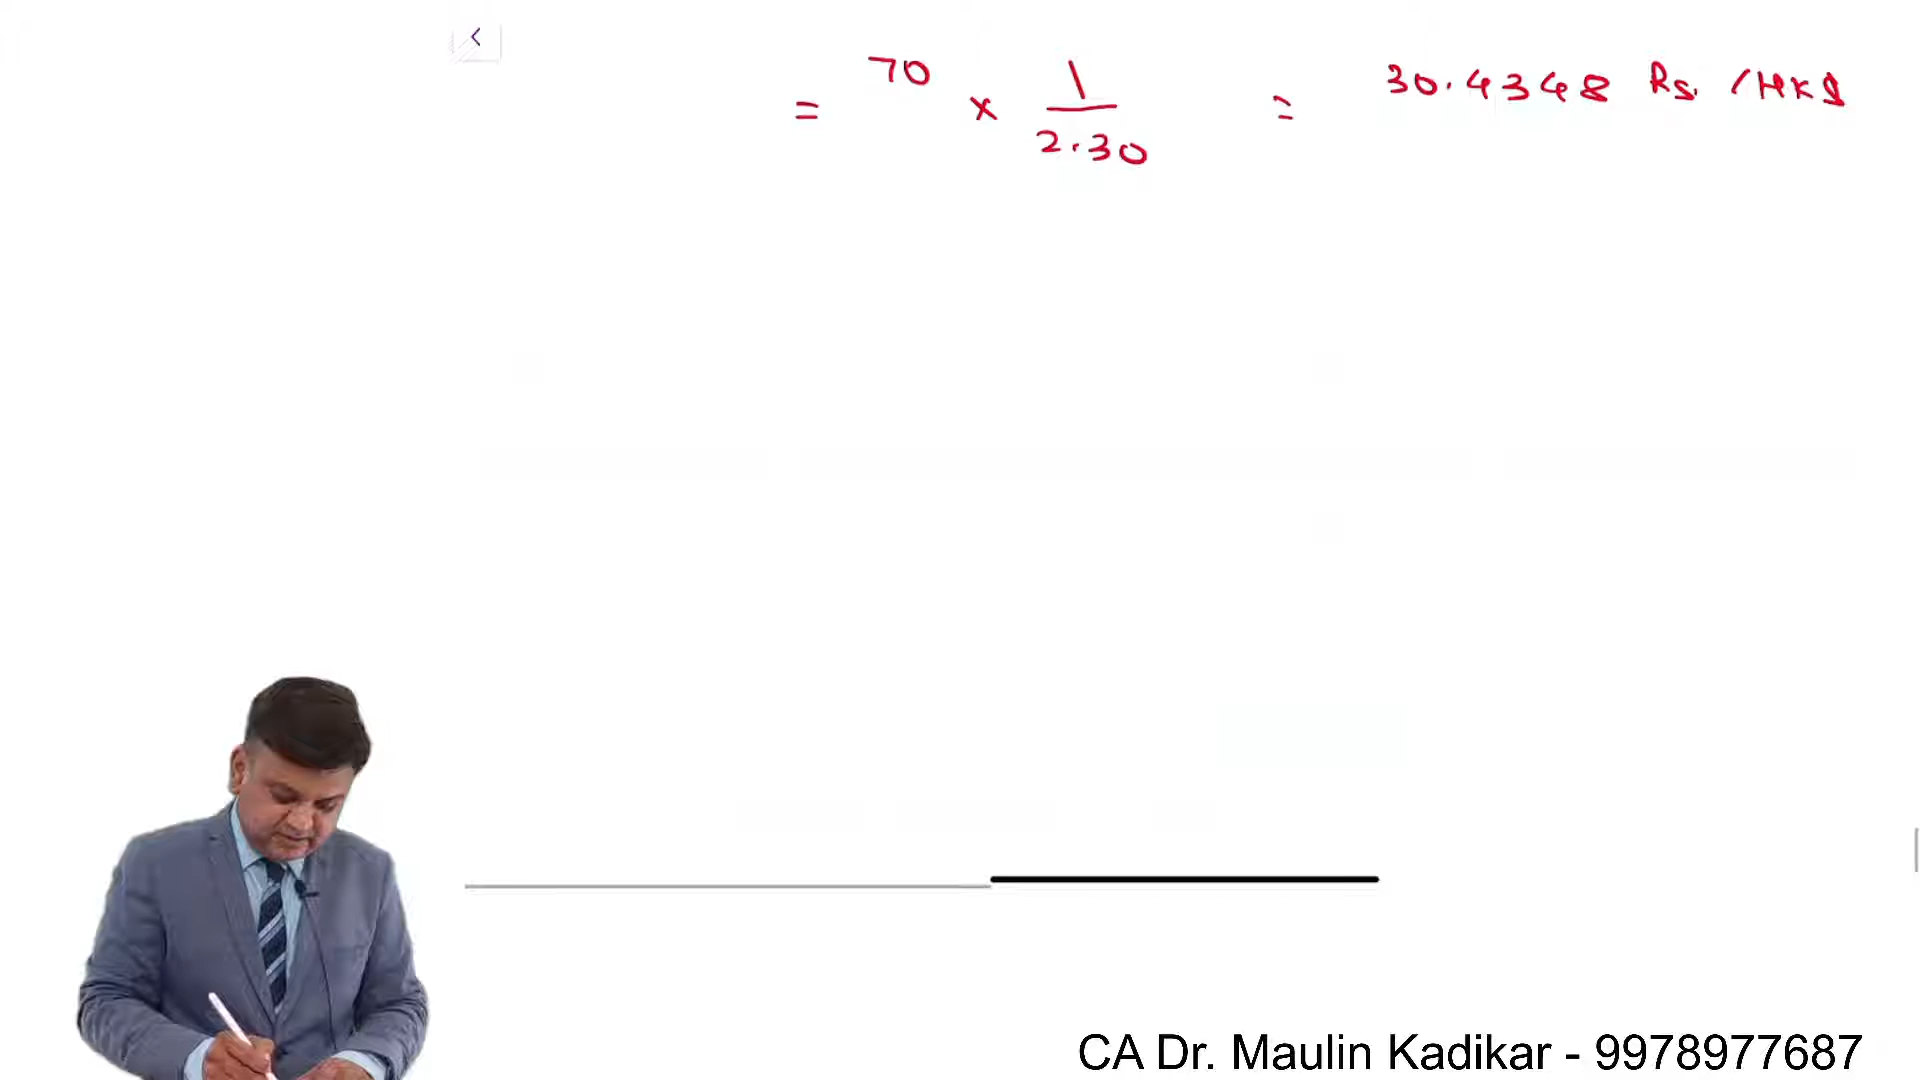 = 70 × 1/2.30 = 30.4348 Rs. /HK$
CA Dr. Maulin Kadikar - 9978977687